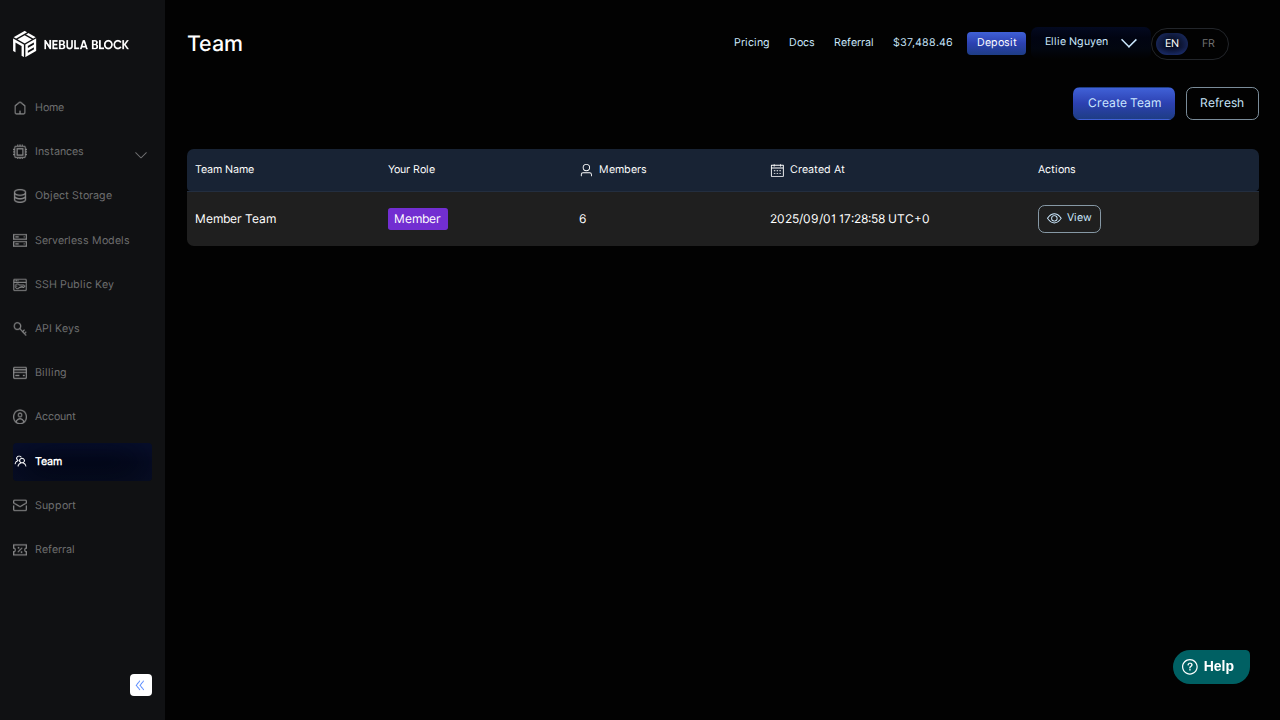 NEBULA BLOCK
Home
Instances
Object Storage
Serverless Models
SSH Public Key
API Keys
Billing
Account
Team
Support
Referral
Team
Pricing Docs Referral $37,488.46 Deposit Ellie Nguyen EN FR
Create Team Refresh
Team Name Your Role Members Created At Actions
Member Team Member 6 2025/09/01 17:28:58 UTC+0 View
Help